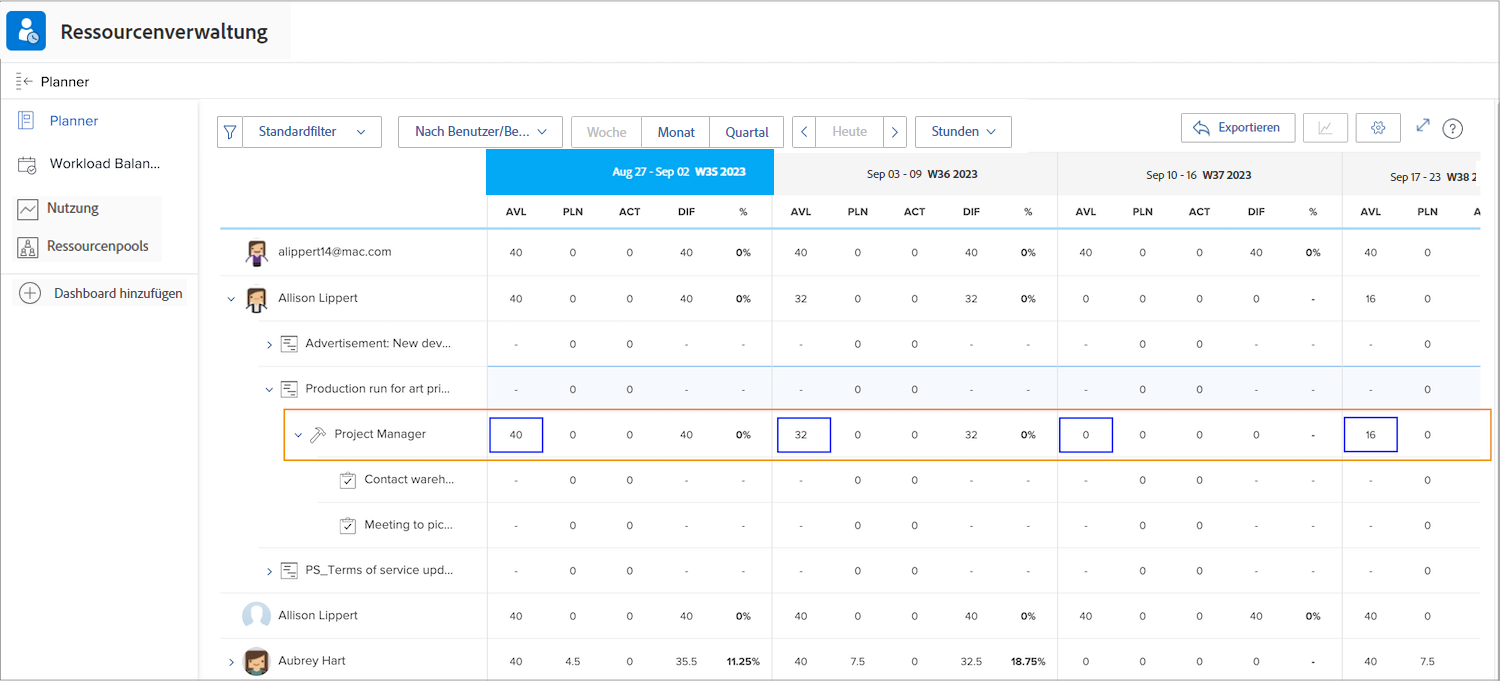 Ressourcenverwaltung
Planner
Planner
Workload Balan...
Nutzung
Ressourcenpools
Dashboard hinzufügen
Standardfilter Nach Benutzer/Be... Woche Monat Quartal Heute Stunden Exportieren ?
Aug 27 - Sep 02 W35 2023 Sep 03 - 09 W36 2023 Sep 10 - 16 W37 2023 Sep 17 - 23 W38 2
AVL PLN ACT DIF % AVL PLN ACT DIF % AVL PLN ACT DIF % AVL PLN A
alippert14@mac.com 40 0 0 40 0% 40 0 0 40 0% 40 0 0 40 0% 40 0
Allison Lippert 40 0 0 40 0% 32 0 0 32 0% 0 0 0 0 - 16 0
Advertisement: New dev... - 0 0 - - - 0 0 - - - 0 0 - - - 0
Production run for art pri... - 0 0 - - - 0 0 - - - 0 0 - - - 0
Project Manager 40 0 0 40 0% 32 0 0 32 0% 0 0 0 0 - 16 0
Contact wareh... - 0 0 - - - 0 0 - - - 0 0 - - - 0
Meeting to pic... - 0 0 - - - 0 0 - - - 0 0 - - - 0
PS_Terms of service upd... - 0 0 - - - 0 0 - - - 0 0 - - - 0
Allison Lippert 40 0 0 40 0% 40 0 0 40 0% 40 0 0 40 0% 40 0
Aubrey Hart 40 4.5 0 35.5 11.25% 40 7.5 0 32.5 18.75% 0 0 0 0 - 40 7.5